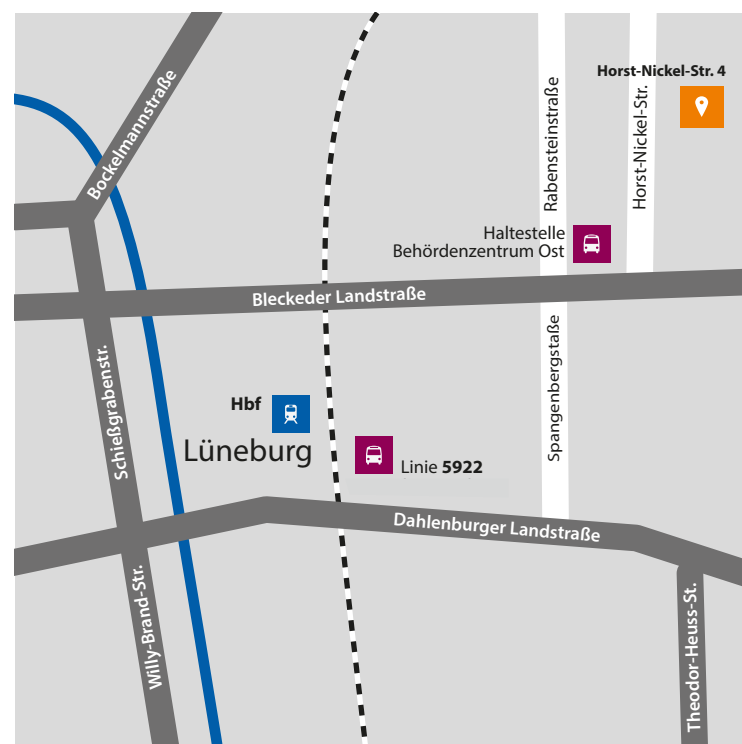 Bockelmannstraße
Rabensteinstraße
Horst-Nickel-Str. 4
Horst-Nickel-Str.
Haltestelle
Behördenzentrum Ost
Bleckeder Landstraße
Schießgrabenstr.
Hbf
Lüneburg
Linie 5922
Spangenbergstaße
Dahlenburger Landstraße
Willy-Brand-Str.
Theodor-Heuss-St.